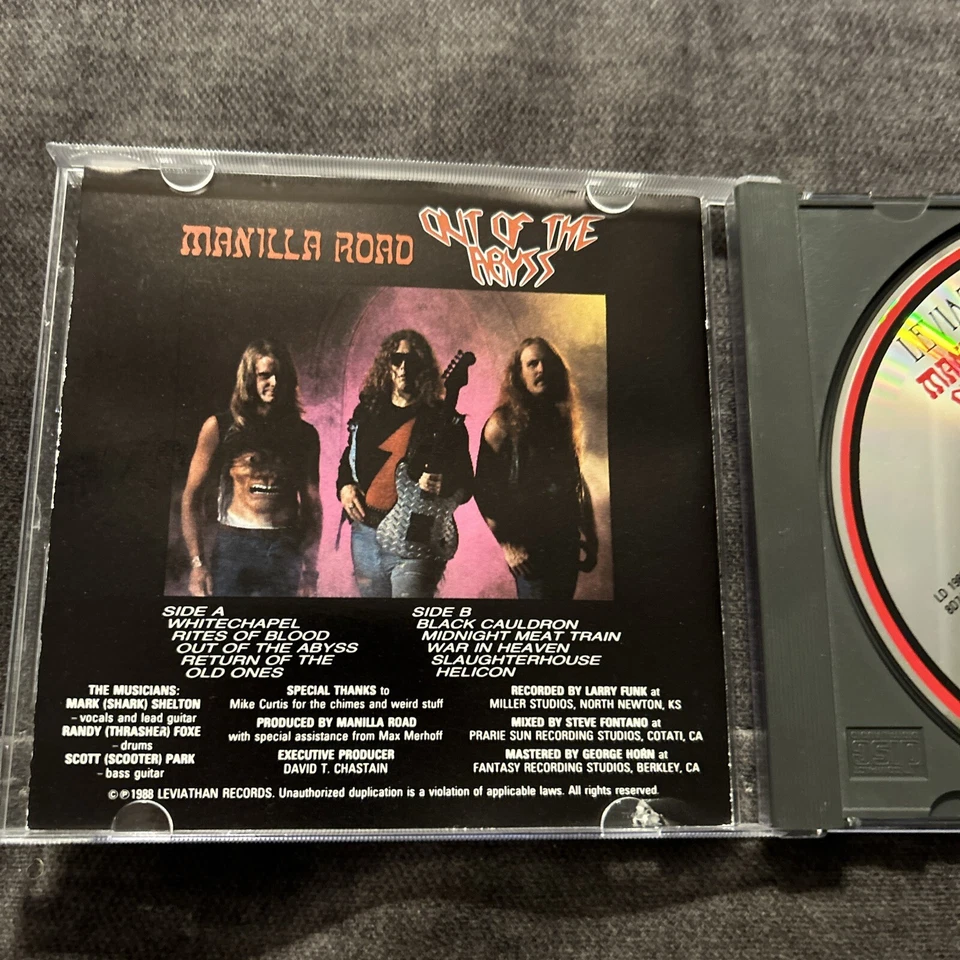 MANILLA ROAD
OUT OF THE
ABYSS
SIDE A
WHITECHAPEL
RITES OF BLOOD
OUT OF THE ABYSS
RETURN OF THE
OLD ONES
SIDE B
BLACK CAULDRON
MIDNIGHT MEAT TRAIN
WAR IN HEAVEN
SLAUGHTERHOUSE
HELICON
THE MUSICIANS:
MARK (SHARK) SHELTON
– vocals and lead guitar
RANDY (THRASHER) FOXE
– drums
SCOTT (SCOOTER) PARK
– bass guitar
SPECIAL THANKS to
Mike Curtis for the chimes and weird stuff
PRODUCED BY MANILLA ROAD
with special assistance from Max Merhoff
EXECUTIVE PRODUCER
DAVID T. CHASTAIN
RECORDED BY LARRY FUNK at
MILLER STUDIOS, NORTH NEWTON, KS
MIXED BY STEVE FONTANO at
PRARIE SUN RECORDING STUDIOS, COTATI, CA
MASTERED BY GEORGE HORN at
FANTASY RECORDING STUDIOS, BERKLEY, CA
©℗1988 LEVIATHAN RECORDS. Unauthorized duplication is a violation of applicable laws. All rights reserved.
LEVIA
MA
LD 198